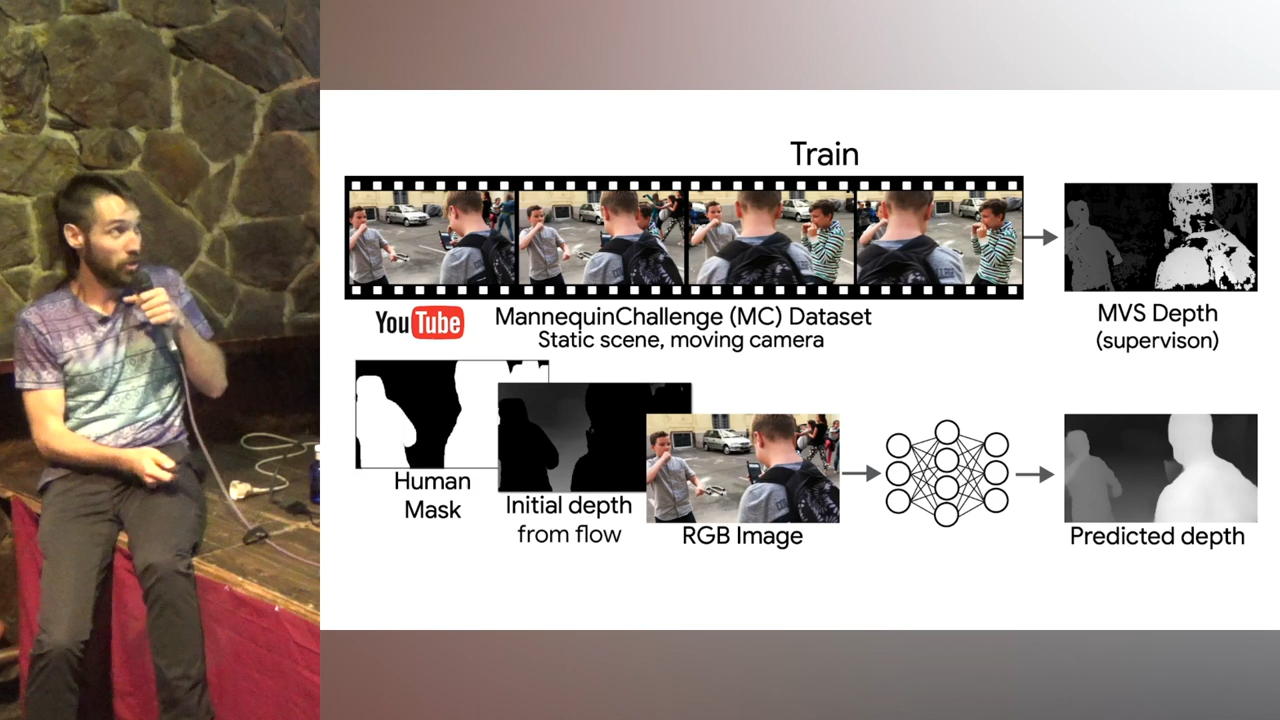 Train
YouTube
MannequinChallenge (MC) Dataset
Static scene, moving camera
MVS Depth
(supervison)
Human
Mask
Initial depth
from flow
RGB Image
Predicted depth